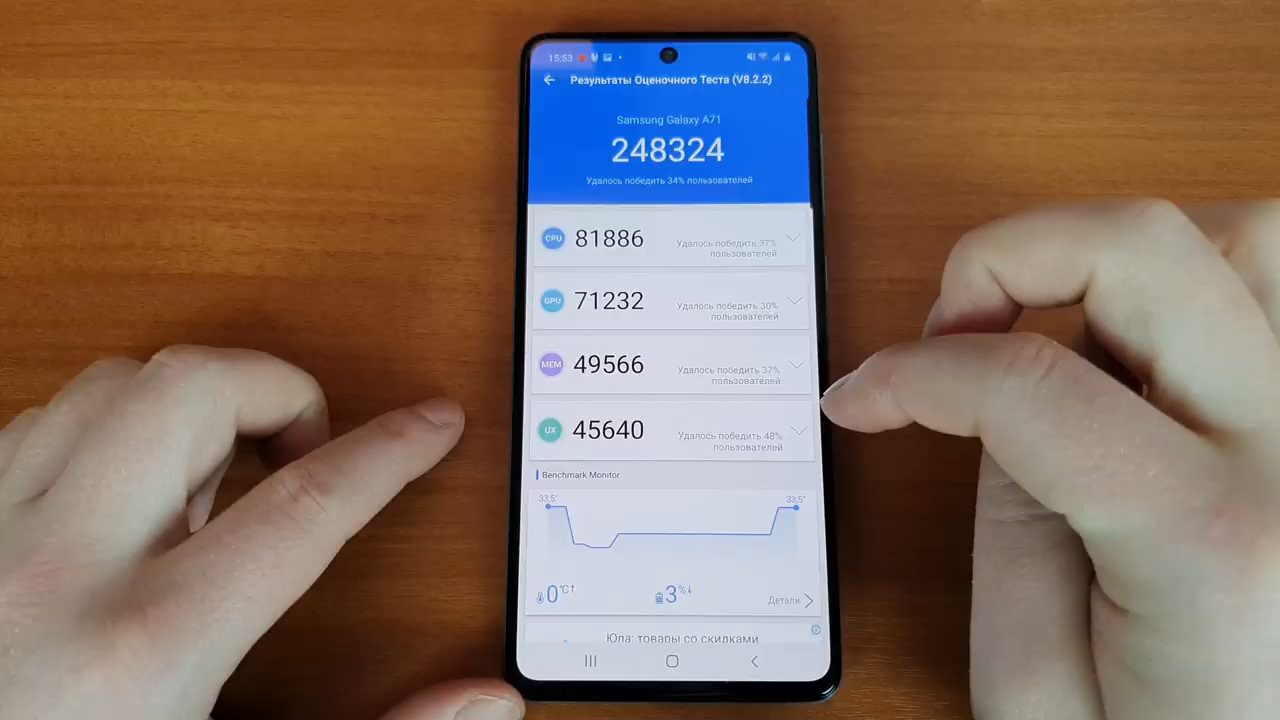 15:53
Результаты Оценочного Теста (V8.2.2)
Samsung Galaxy A71
248324
Удалось победить 34% пользователей
CPU 81886 Удалось победить 37%
пользователей
GPU 71232 Удалось победить 30%
пользователей
MEM 49566 Удалось победить 37%
пользователей
UX 45640 Удалось победить 48%
пользователей
Benchmark Monitor
33,5° 33,5°
0°C↑ 3%↓ Детали
Юла: товары со скидками